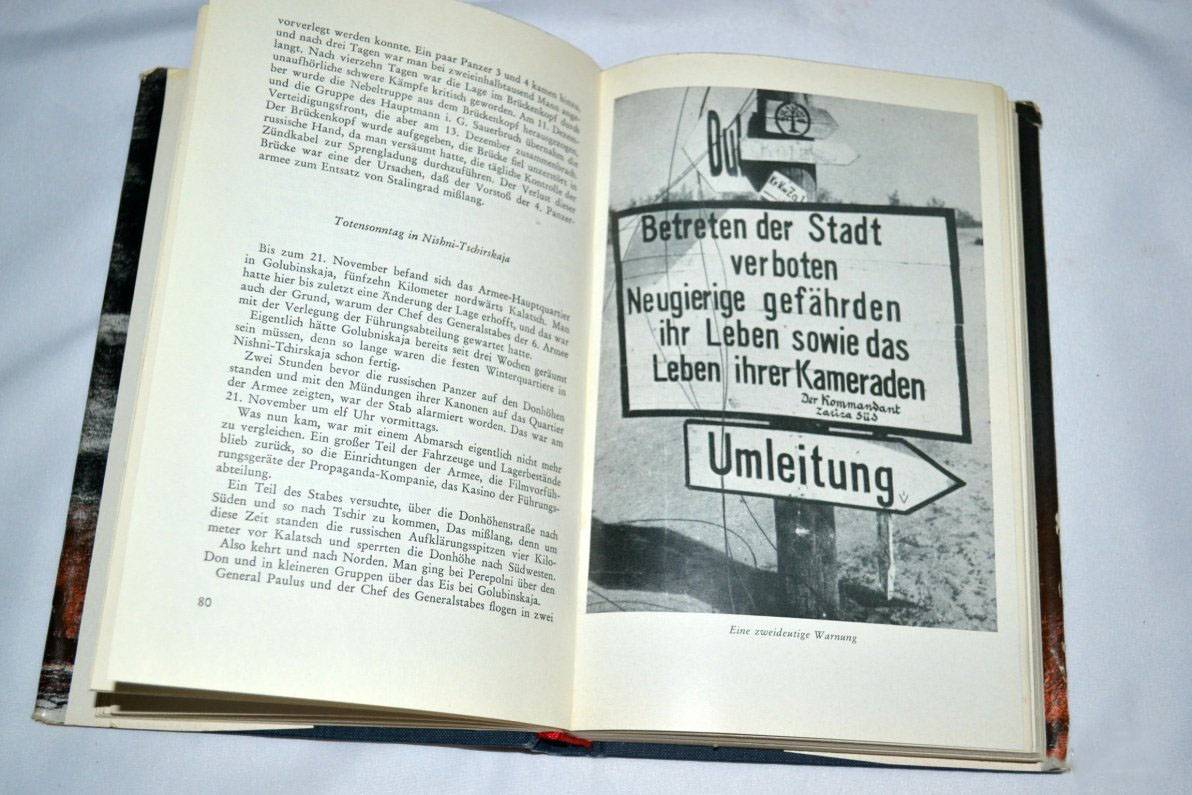 vorverlegt werden konnte. Ein paar Panzer 3 und 4 kamen hinzu,
und nach drei Tagen war man bei zweieinhalbtausend Mann ange-
langt. Nach vierzehn Tagen war die Lage im Brückenkopf durch
unaufhörliche schwere Kämpfe kritisch geworden. Am 11. Dezem-
ber wurde die Nebeltruppe aus dem Brückenkopf herausgezogen,
und die Gruppe des Hauptmann i. G. Sauerbruch übernahm die
Verteidigungsfront, die aber am 13. Dezember zusammenbrach.
Der Brückenkopf wurde aufgegeben, die Brücke fiel unzerstört in
russische Hand, da man versäumt hatte, die tägliche Kontrolle der
Zündkabel zur Sprengladung durchzuführen. Der Verlust dieser
Brücke war eine der Ursachen, daß der Vorstoß der 4. Panzer-
armee zum Entsatz von Stalingrad mißlang.
Totensonntag in Nishni-Tschirskaja
Bis zum 21. November befand sich das Armee-Hauptquartier
in Golubinskaja, fünfzehn Kilometer nordwärts Kalatsch. Man
hatte hier bis zuletzt eine Änderung der Lage erhofft, und das war
auch der Grund, warum der Chef des Generalstabes der 6. Armee
mit der Verlegung der Führungsabteilung gewartet hatte.
Eigentlich hätte Golubniskaja bereits seit drei Wochen geräumt
sein müssen, denn so lange waren die festen Winterquartiere in
Nishni-Tchirskaja schon fertig.
Zwei Stunden bevor die russischen Panzer auf den Donhöhen
standen und mit den Mündungen ihrer Kanonen auf das Quartier
der Armee zeigten, war der Stab alarmiert worden. Das war am
21. November um elf Uhr vormittags.
Was nun kam, war mit einem Abmarsch eigentlich nicht mehr
zu vergleichen. Ein großer Teil der Fahrzeuge und Lagerbestände
blieb zurück, so die Einrichtungen der Armee, die Filmvorfüh-
rungsgeräte der Propaganda-Kompanie, das Kasino der Führungs-
abteilung.
Ein Teil des Stabes versuchte, über die Donhöhenstraße nach
Süden und so nach Tschir zu kommen, Das mißlang, denn um
diese Zeit standen die russischen Aufklärungsspitzen vier Kilo-
meter vor Kalatsch und sperrten die Donhöhe nach Südwesten.
Also kehrt und nach Norden. Man ging bei Perepolni über den
Don und in kleineren Gruppen über das Eis bei Golubinskaja.
General Paulus und der Chef des Generalstabes flogen in zwei
80
Betreten der Stadt
verboten
Neugierige gefährden
ihr Leben sowie das
Leben ihrer Kameraden
Der Kommandant
Zariza Süd
Umleitung
Eine zweideutige Warnung